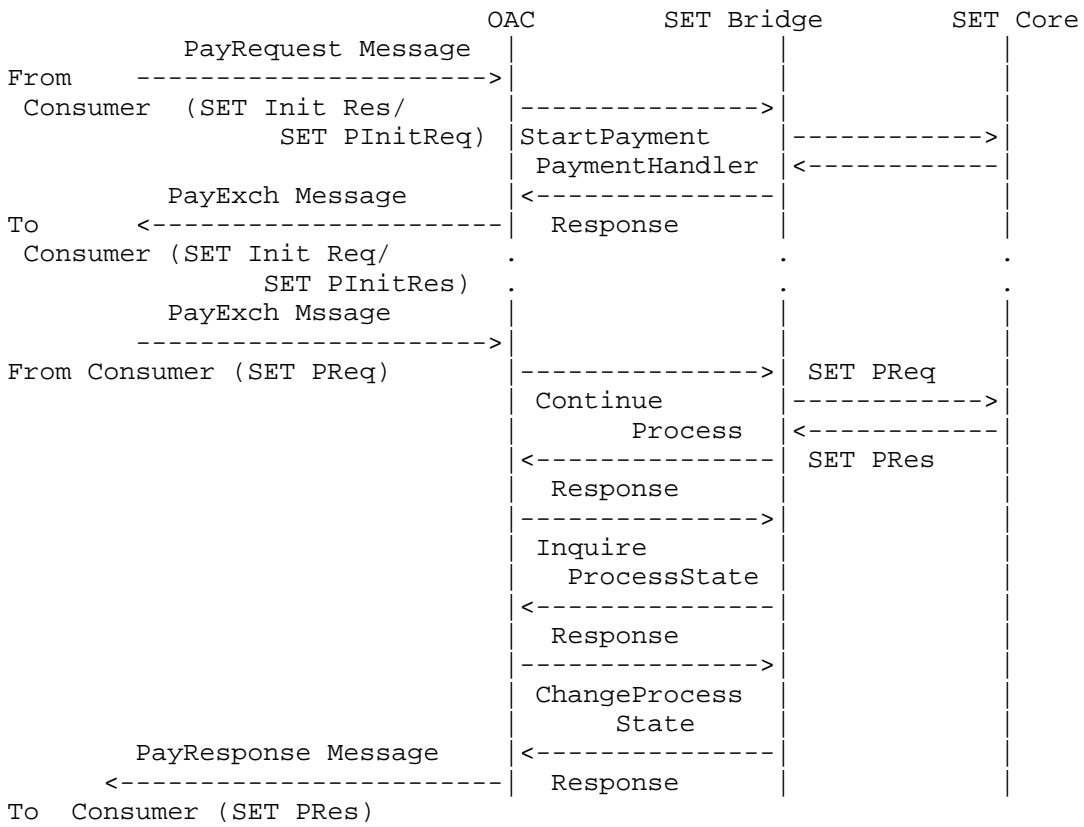 OAC SET Bridge SET Core
PayRequest Message | | |
From ---------------------->| | |
Consumer (SET Init Res/ |--------------->| |
SET PInitReq) |StartPayment |------------>|
| PaymentHandler |<------------|
PayExch Message |<---------------| |
To <----------------------| Response | |
Consumer (SET Init Req/ . . .
SET PInitRes) . . .
PayExch Mssage | | |
---------------------->| | |
From Consumer (SET PReq) |--------------->| SET PReq |
| Continue |------------>|
| Process |<------------|
|<---------------| SET PRes |
| Response | |
|--------------->| |
| Inquire | |
| ProcessState | |
|<---------------| |
| Response | |
|--------------->| |
| ChangeProcess | |
| State | |
PayResponse Message |<---------------| |
<------------------------| Response | |
To Consumer (SET PRes)